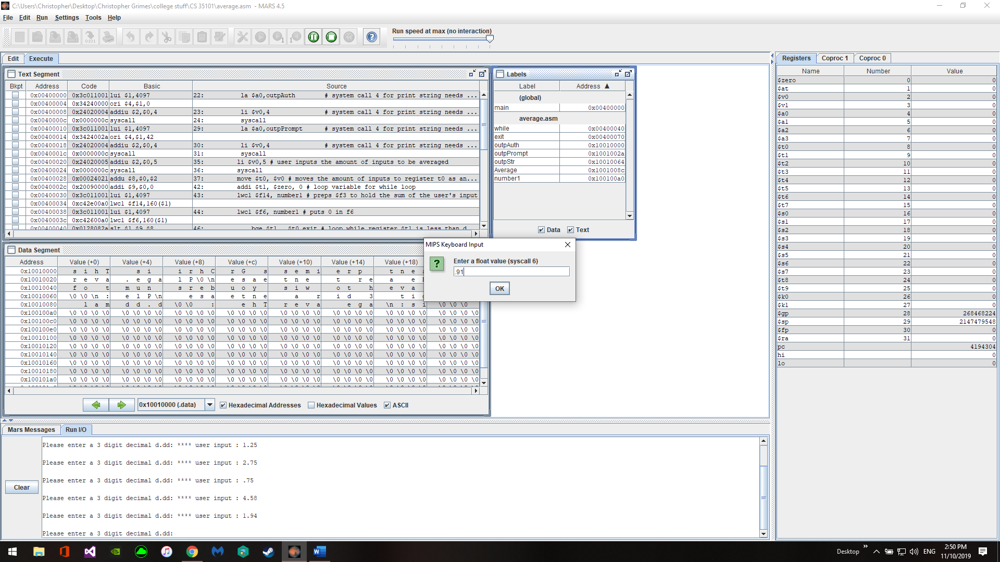 C:\Users\Christopher\Desktop\Christopher Grimes\college stuff\CS 35101\average.asm - MARS 4.5
File Edit Run Settings Tools Help
Run speed at max (no interaction)
Edit Execute
Text Segment
Bkpt Address Code Basic Source
0x00400000 0x3c011001 lui $1,4097 22: la $a0,outpAuth # system call 4 for print string needs ...
0x00400004 0x34240000 ori $4,$1,0
0x00400008 0x24020004 addiu $2,$0,4 23: li $v0,4 # system call 4 for print string needs ...
0x0040000c 0x0000000c syscall 24: syscall
0x00400010 0x3c011001 lui $1,4097 29: la $a0,outpPrompt # system call 4 for print string needs ...
0x00400014 0x3424002a ori $4,$1,42
0x00400018 0x24020004 addiu $2,$0,4 30: li $v0,4 # system call 4 for print string needs ...
0x0040001c 0x0000000c syscall 31: syscall
0x00400020 0x24020005 addiu $2,$0,5 35: li $v0,5 # user inputs the amount of inputs to be averaged
0x00400024 0x0000000c syscall 36: syscall
0x00400028 0x00024021 addu $8,$0,$2 37: move $t0, $v0 # moves the amount of inputs to register t0 as an...
0x0040002c 0x20090000 addi $9,$0,0 42: addi $t1, $zero, 0 # loop variable for while loop
0x00400030 0x3c011001 lui $1,4097 43: lwc1 $f14, number1 # preps $f3 to hold the sum of the user's input
0x00400034 0xc42e00a0 lwc1 $f14,160($1)
0x00400038 0x3c011001 lui $1,4097 44: lwc1 $f6, number1 # puts 0 in f6
0x0040003c 0xc42600a0 lwc1 $f6,160($1)
0x00400040 0x0128082a slt $1,$9,$8 46: bge $t1, $t0 exit # loop while register $t1 is less than d
Labels
Label Address ▲
(global)
main 0x00400000
average.asm
while 0x00400040
exit 0x00400070
outpAuth 0x10010000
outpPrompt 0x1001002a
outpStr 0x10010064
Average 0x1001008c
number1 0x100100a0
Data Text
Data Segment
Address Value (+0) Value (+4) Value (+8) Value (+c) Value (+10) Value (+14) Value (+18)
0x10010000 s i h T s i i r h C r G s s e m i e r p t n e s
0x10010020 r e v a . e g a l P \0 \n e s a e t n e t r e a e h
0x10010040 f o t m u n s r e b u o y s i w o t h e v a
0x10010060 \0 \0 \n : e l P \n e s a e t n e a r i d 3 t i g
0x10010080 l a m d d . d \0 \0 : e h T r e v a e g a \n : s i \0 \0 \0
0x100100a0 \0 \0 \0 \0 \0 \0 \0 \0 \0 \0 \0 \0 \0 \0 \0 \0 \0 \0 \0 \0 \0 \0 \0 \0 \0 \0 \0 \0 \0 \0 \0 \0
0x100100c0 \0 \0 \0 \0 \0 \0 \0 \0 \0 \0 \0 \0 \0 \0 \0 \0 \0 \0 \0 \0 \0 \0 \0 \0 \0 \0 \0 \0 \0 \0 \0 \0
0x100100e0 \0 \0 \0 \0 \0 \0 \0 \0 \0 \0 \0 \0 \0 \0 \0 \0 \0 \0 \0 \0 \0 \0 \0 \0 \0 \0 \0 \0 \0 \0 \0 \0
0x10010100 \0 \0 \0 \0 \0 \0 \0 \0 \0 \0 \0 \0 \0 \0 \0 \0 \0 \0 \0 \0 \0 \0 \0 \0 \0 \0 \0 \0 \0 \0 \0 \0
0x10010120 \0 \0 \0 \0 \0 \0 \0 \0 \0 \0 \0 \0 \0 \0 \0 \0 \0 \0 \0 \0 \0 \0 \0 \0 \0 \0 \0 \0 \0 \0 \0 \0
0x10010140 \0 \0 \0 \0 \0 \0 \0 \0 \0 \0 \0 \0 \0 \0 \0 \0 \0 \0 \0 \0 \0 \0 \0 \0 \0 \0 \0 \0 \0 \0 \0 \0
0x10010160 \0 \0 \0 \0 \0 \0 \0 \0 \0 \0 \0 \0 \0 \0 \0 \0 \0 \0 \0 \0 \0 \0 \0 \0 \0 \0 \0 \0 \0 \0 \0 \0
0x10010180 \0 \0 \0 \0 \0 \0 \0 \0 \0 \0 \0 \0 \0 \0 \0 \0 \0 \0 \0 \0 \0 \0 \0 \0 \0 \0 \0 \0 \0 \0 \0 \0
0x100101a0 \0 \0 \0 \0 \0 \0 \0 \0 \0 \0 \0 \0 \0 \0 \0 \0 \0 \0 \0 \0 \0 \0 \0 \0 \0 \0 \0 \0 \0 \0 \0 \0
0x10010000 (.data) Hexadecimal Addresses Hexadecimal Values ASCII
MIPS Keyboard Input
Enter a float value (syscall 6)
.91
OK
Mars Messages Run I/O
Please enter a 3 digit decimal d.dd: **** user input : 1.25
Please enter a 3 digit decimal d.dd: **** user input : 2.75
Please enter a 3 digit decimal d.dd: **** user input : .75
Clear
Please enter a 3 digit decimal d.dd: **** user input : 4.58
Please enter a 3 digit decimal d.dd: **** user input : 1.94
Please enter a 3 digit decimal d.dd:
Registers Coproc 1 Coproc 0
Name Number Value
$zero 0 0
$at 1 0
$v0 2 0
$v1 3 0
$a0 4 0
$a1 5 0
$a2 6 0
$a3 7 0
$t0 8 0
$t1 9 0
$t2 10 0
$t3 11 0
$t4 12 0
$t5 13 0
$t6 14 0
$t7 15 0
$s0 16 0
$s1 17 0
$s2 18 0
$s3 19 0
$s4 20 0
$s5 21 0
$s6 22 0
$s7 23 0
$t8 24 0
$t9 25 0
$k0 26 0
$k1 27 0
$gp 28 268468224
$sp 29 2147479548
$fp 30 0
$ra 31 0
pc 4194304
hi 0
lo 0
Desktop ENG 2:50 PM
11/10/2019